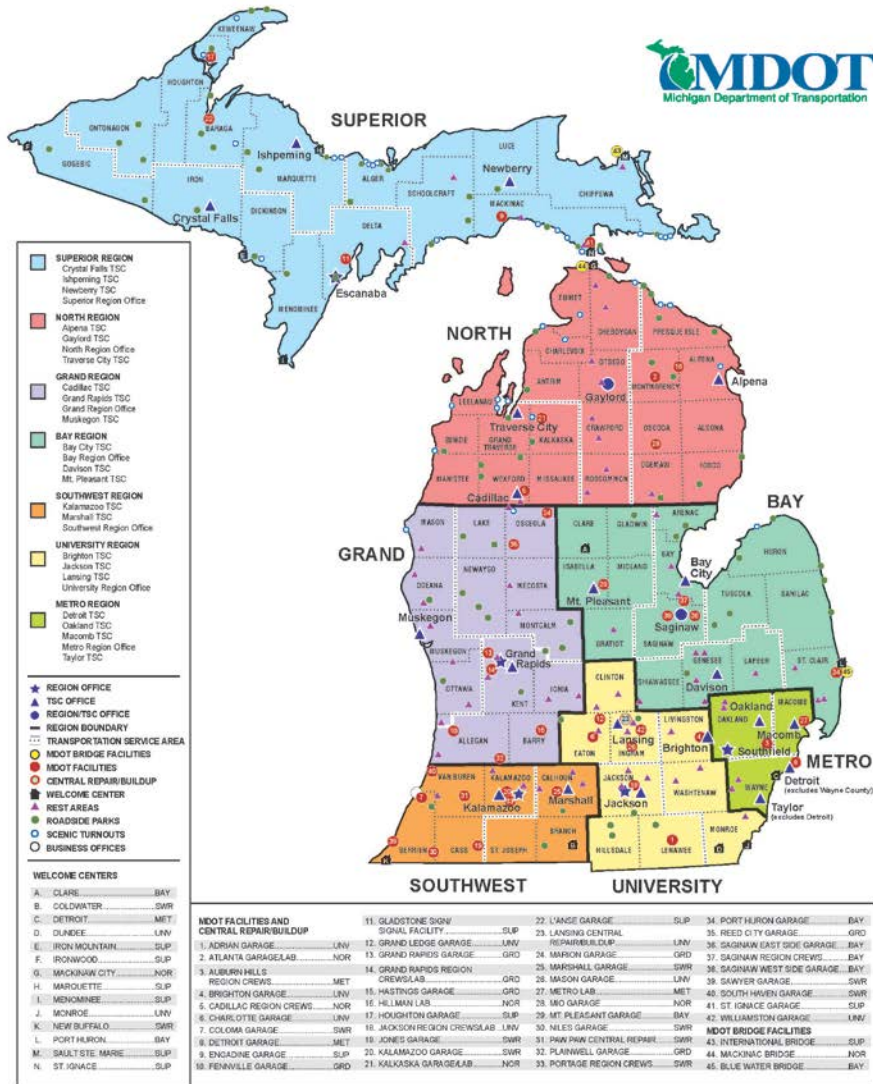 MDOT
Michigan Department of Transportation
SUPERIOR
KEWEENAW
HOUGHTON
ONTONAGON
BARAGA
GOGEBIC
IRON
Ishpeming
MARQUETTE
ALGER
LUCE
Newberry
SCHOOLCRAFT
CHIPPEWA
MACKINAC
Crystal Falls
DICKINSON
DELTA
MENOMINEE
Escanaba
SUPERIOR REGION
Crystal Falls TSC
Ishpeming TSC
Newberry TSC
Superior Region Office
NORTH REGION
Alpena TSC
Gaylord TSC
North Region Office
Traverse City TSC
GRAND REGION
Cadillac TSC
Grand Rapids TSC
Grand Region Office
Muskegon TSC
BAY REGION
Bay City TSC
Bay Region Office
Davison TSC
Mt. Pleasant TSC
SOUTHWEST REGION
Kalamazoo TSC
Marshall TSC
Southwest Region Office
UNIVERSITY REGION
Brighton TSC
Jackson TSC
Lansing TSC
University Region Office
METRO REGION
Detroit TSC
Oakland TSC
Macomb TSC
Metro Region Office
Taylor TSC
REGION OFFICE
TSC OFFICE
REGION/TSC OFFICE
REGION BOUNDARY
TRANSPORTATION SERVICE AREA
MDOT BRIDGE FACILITIES
MDOT FACILITIES
CENTRAL REPAIR/BUILDUP
WELCOME CENTER
REST AREAS
ROADSIDE PARKS
SCENIC TURNOUTS
BUSINESS OFFICES
NORTH
EMMET
CHEBOYGAN
PRESQUE ISLE
CHARLEVOIX
OTSEGO
MONTMORENCY
ALPENA
Alpena
ANTRIM
Gaylord
LEELANAU
Traverse City
BENZIE
GRAND TRAVERSE
KALKASKA
CRAWFORD
OSCODA
ALCONA
MANISTEE
WEXFORD
MISSAUKEE
ROSCOMMON
OGEMAW
IOSCO
Cadillac
GRAND
MASON
LAKE
OSCEOLA
OCEANA
NEWAYGO
MECOSTA
MONTCALM
Muskegon
MUSKEGON
Grand Rapids
OTTAWA
KENT
IONIA
ALLEGAN
BARRY
BAY
CLARE
GLADWIN
ARENAC
ISABELLA
MIDLAND
BAY
Bay City
HURON
Mt. Pleasant
TUSCOLA
SANILAC
GRATIOT
SAGINAW
Saginaw
GENESEE
LAPEER
ST. CLAIR
SHIAWASSEE
Davison
CLINTON
EATON
Lansing
INGRAM
LIVINGSTON
Brighton
OAKLAND
Oakland
MACOMB
Macomb
Southfield
METRO
Detroit
(excludes Wayne County)
WAYNE
Taylor
(excludes Detroit)
VAN BUREN
KALAMAZOO
Kalamazoo
CALHOUN
Marshall
JACKSON
Jackson
WASHTENAW
BERRIEN
CASS
ST. JOSEPH
BRANCH
HILLSDALE
LENAWEE
MONROE
SOUTHWEST
UNIVERSITY
WELCOME CENTERS
A. CLARE BAY
B. COLDWATER SWR
C. DETROIT MET
D. DUNDEE UNV
E. IRON MOUNTAIN SUP
F. IRONWOOD SUP
G. MACKINAW CITY NOR
H. MARQUETTE SUP
I. MENOMINEE SUP
J. MONROE UNV
K. NEW BUFFALO SWR
L. PORT HURON BAY
M. SAULT STE. MARIE SUP
N. ST. IGNACE SUP
MDOT FACILITIES AND
CENTRAL REPAIR/BUILDUP
1. ADRIAN GARAGE UNV
2. ATLANTA GARAGE/LAB NOR
3. AUBURN HILLS
REGION CREWS MET
4. BRIGHTON GARAGE UNV
5. CADILLAC REGION CREWS NOR
6. CHARLOTTE GARAGE UNV
7. COLOMA GARAGE SWR
8. DETROIT GARAGE MET
9. ENGADINE GARAGE SUP
10. FENNVILLE GARAGE GRD
11. GLADSTONE SIGN/
SIGNAL FACILITY SUP
12. GRAND LEDGE GARAGE UNV
13. GRAND RAPIDS GARAGE GRD
14. GRAND RAPIDS REGION
CREWS/LAB GRD
15. HASTINGS GARAGE GRD
16. HILLMAN LAB NOR
17. HOUGHTON GARAGE SUP
18. JACKSON REGION CREWS/LAB UNV
19. JONES GARAGE SWR
20. KALAMAZOO GARAGE SWR
21. KALKASKA GARAGE/LAB NOR
22. L'ANSE GARAGE SUP
23. LANSING CENTRAL
REPAIR/BUILDUP UNV
24. MARION GARAGE GRD
25. MARSHALL GARAGE SWR
26. MASON GARAGE UNV
27. METRO LAB MET
28. MIO GARAGE NOR
29. MT PLEASANT GARAGE BAY
30. NILES GARAGE SWR
31. PAW PAW CENTRAL REPAIR SWR
32. PLAINWELL GARAGE GRD
33. PORTAGE REGION CREWS SWR
34. PORT HURON GARAGE BAY
35. REED CITY GARAGE GRD
36. SAGINAW EAST SIDE GARAGE BAY
37. SAGINAW REGION CREWS BAY
38. SAGINAW WEST SIDE GARAGE BAY
39. SAWYER GARAGE SWR
40. SOUTH HAVEN GARAGE SWR
41. ST. IGNACE GARAGE SUP
42. WILLIAMSTON GARAGE UNV
MDOT BRIDGE FACILITIES
43. INTERNATIONAL BRIDGE SUP
44. MACKINAC BRIDGE NOR
45. BLUE WATER BRIDGE BAY